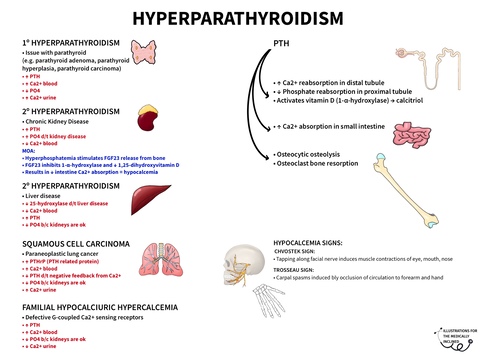 HYPERPARATHYROIDISM
1º HYPERPARATHYROIDISM
• Issue with parathyroid
(e.g. parathyroid adenoma, parathyroid
hyperplasia, prathyroid carcinoma)
• ↑ PTH
• ↑ Ca2+ blood
• ↓ PO4
• ↑ Ca2+ urine
2º HYPERPARATHYROIDISM
• Chronic Kidney Disease
• ↑ PTH
• ↑ PO4 d/t kidney disease
• ↓ Ca2+ blood
MOA:
• Hyperphosphatemia stimulates FGF23 release from bone
• FGF23 inhibits 1-α-hydroxylase and ↓ 1,25-dihydroxyvitamin D
• Results in ↓ intestine Ca2+ absorption = hypocalcemia
2º HYPERPARATHYROIDISM
• Liver disease
• ↓ 25-hydroxylase d/t liver disease
• ↓ Ca2+ blood
• ↑ PTH
• ↓ PO4 b/c kidneys are ok
SQUAMOUS CELL CARCINOMA
• Paraneoplastic lung cancer
• ↑ PTHrP (PTH related protein)
• ↑ Ca2+ blood
• ↓ PTH d/t negative feedback from Ca2+
• ↓ PO4 b/c kidneys are ok
• ↓ Ca2+ urine
FAMILIAL HYPOCALCIURIC HYPERCALCEMIA
• Defective G-coupled Ca2+ sensing receptors
• ↑ PTH
• ↑ Ca2+ blood
• ↓ PO4 b/c kidneys are ok
• ↓ Ca2+ urine
PTH
• ↑ Ca2+ reabsorption in distal tubule
• ↓ Phosphate reabsorption in proximal tubule
• Activates vitamin D (1-α-hydroxylase) → calcitriol
• ↑ Ca2+ absorption in small intestine
• Osteocytic osteolysis
• Osteoclast bone resorption
HYPOCALCEMIA SIGNS:
CHVOSTEK SIGN:
• Tapping along facial nerve induces muscle contractions of eye, mouth, nose
TROSSEAU SIGN:
• Carpal spasms induced bly occlusion of circulation to forearm and hand
ILLUSTRATIONS FOR
THE MEDICALLY
INCLINED